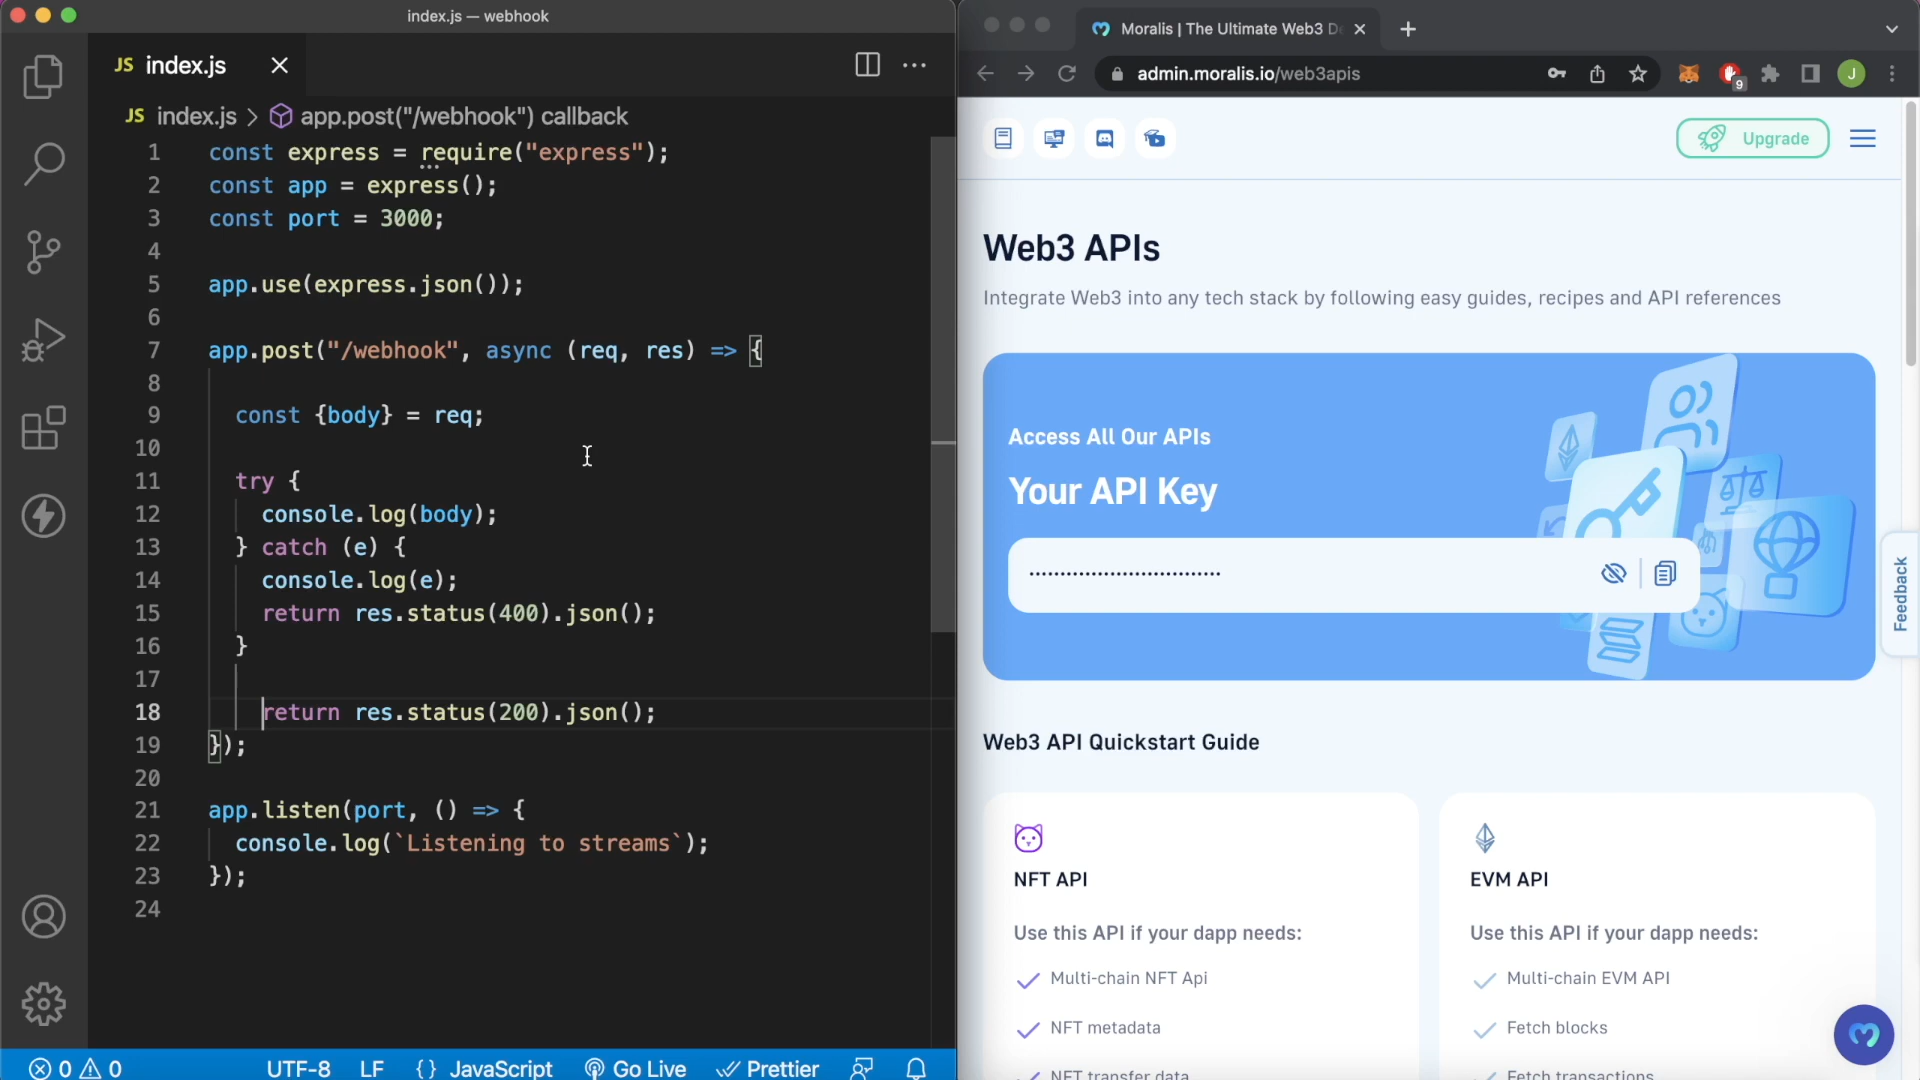 index.js — webhook
JS index.js
JS index.js > app.post("/webhook") callback
1 const express = require("express");
2 const app = express();
3 const port = 3000;
4
5 app.use(express.json());
6
7 app.post("/webhook", async (req, res) => {
8
9 const {body} = req;
10
11 try {
12 console.log(body);
13 } catch (e) {
14 console.log(e);
15 return res.status(400).json();
16 }
17
18 return res.status(200).json();
19 });
20
21 app.listen(port, () => {
22 console.log(`Listening to streams`);
23 });
24
0 0 UTF-8 LF {} JavaScript Go Live Prettier
Moralis | The Ultimate Web3 D
admin.moralis.io/web3apis
9
J
Upgrade
Web3 APIs
Integrate Web3 into any tech stack by following easy guides, recipes and API references
Access All Our APIs
Your API Key
Feedback
Web3 API Quickstart Guide
NFT API
Use this API if your dapp needs:
Multi-chain NFT Api
NFT metadata
NFT transfer data
EVM API
Use this API if your dapp needs:
Multi-chain EVM API
Fetch blocks
Fetch transactions